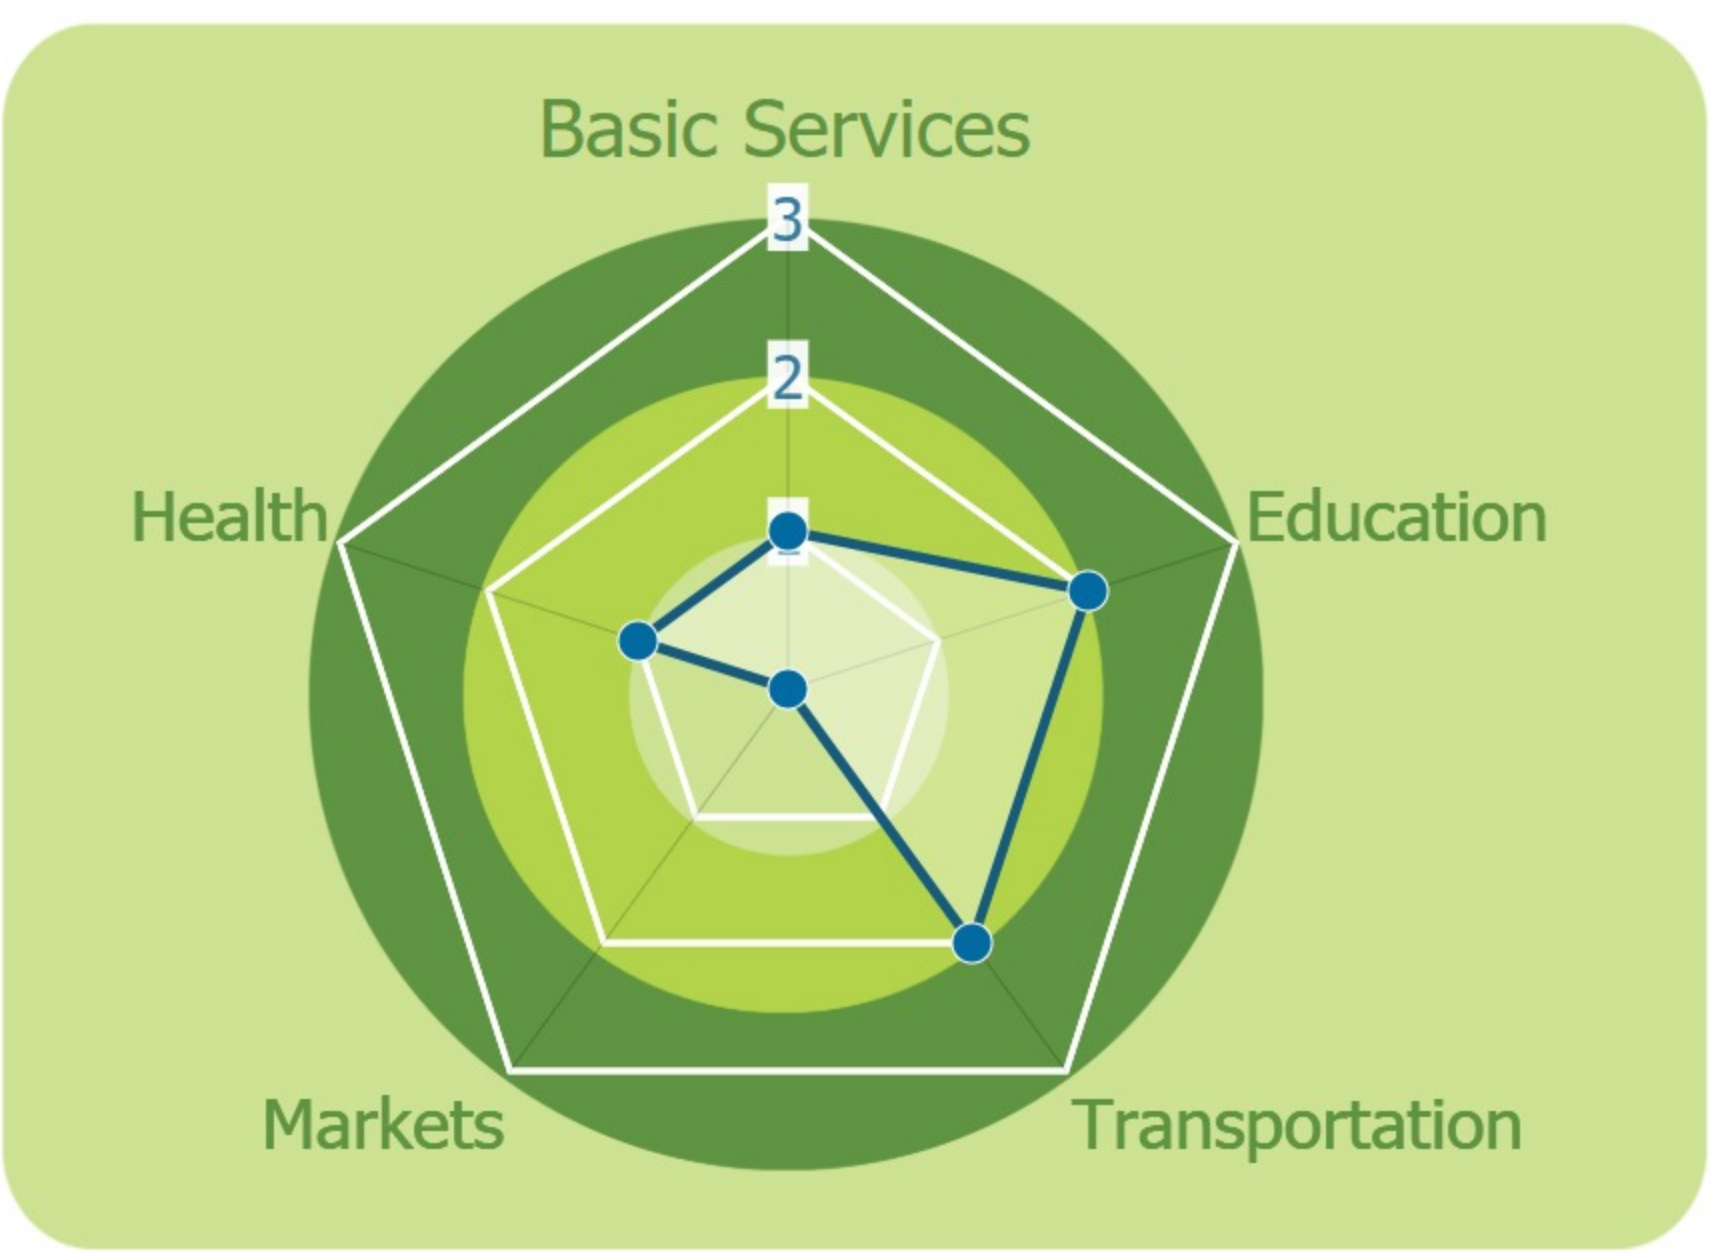 Basic Services
3
2
Health
Education
Markets
Transportation